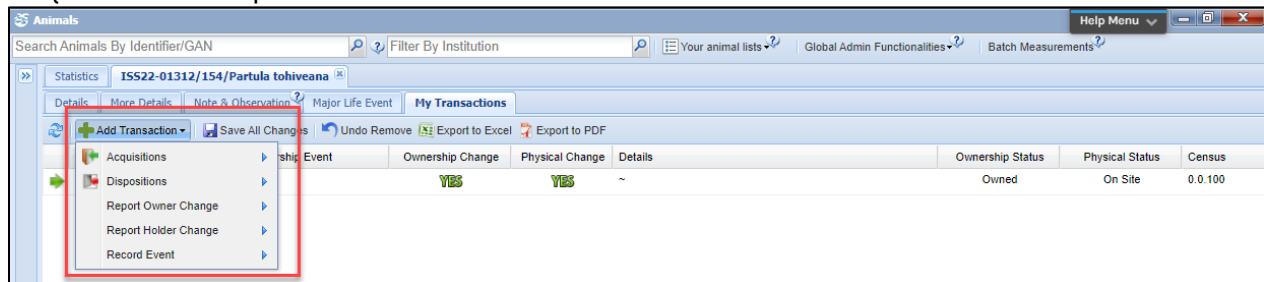 Animals
Help Menu
Search Animals By Identifier/GAN Filter By Institution Your animal lists Global Admin Functionalities Batch Measurements
Statistics ISS22-01312/154/Partula tohiveana
Details More Details Note & Observation Major Life Event My Transactions
Add Transaction Save All Changes Undo Remove Export to Excel Export to PDF
rship Event Ownership Change Physical Change Details Ownership Status Physical Status Census
YES YES ~ Owned On Site 0.0.100
Acquisitions
Dispositions
Report Owner Change
Report Holder Change
Record Event